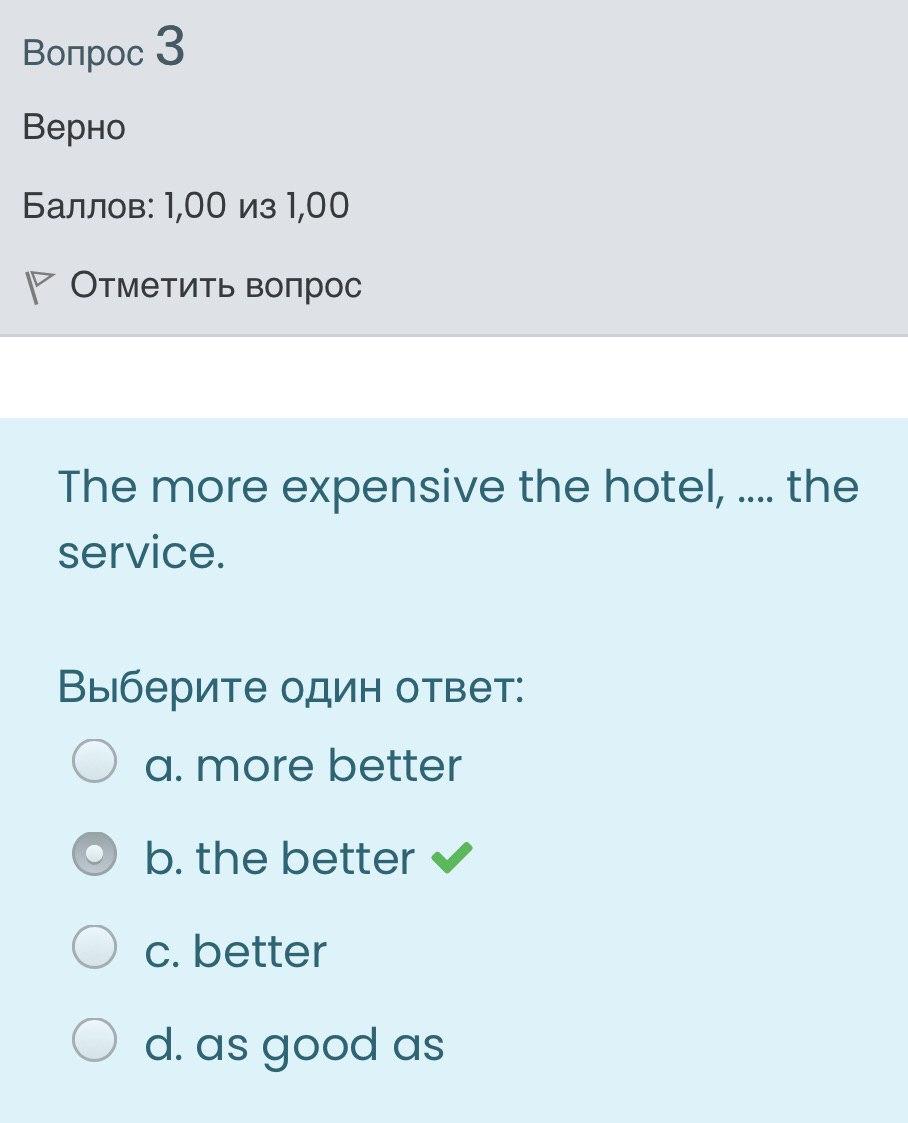 Вопрос 3
Верно
Баллов: 1,00 из 1,00
Отметить вопрос
The more expensive the hotel, .... the
service.
Выберите один ответ:
a. more better
b. the better
c. better
d. as good as